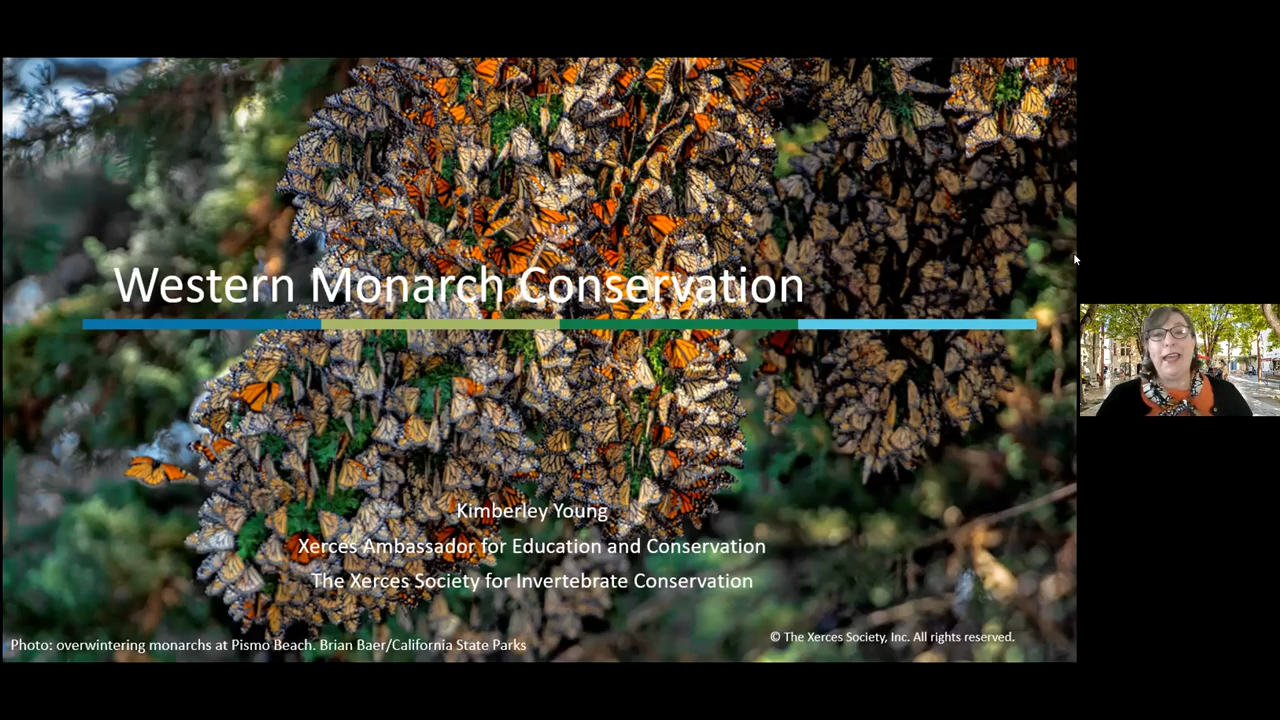 Western Monarch Conservation
Kimberley Young
Xerces Ambassador for Education and Conservation
The Xerces Society for Invertebrate Conservation
Photo: overwintering monarchs at Pismo Beach. Brian Baer/California State Parks
© The Xerces Society, Inc. All rights reserved.